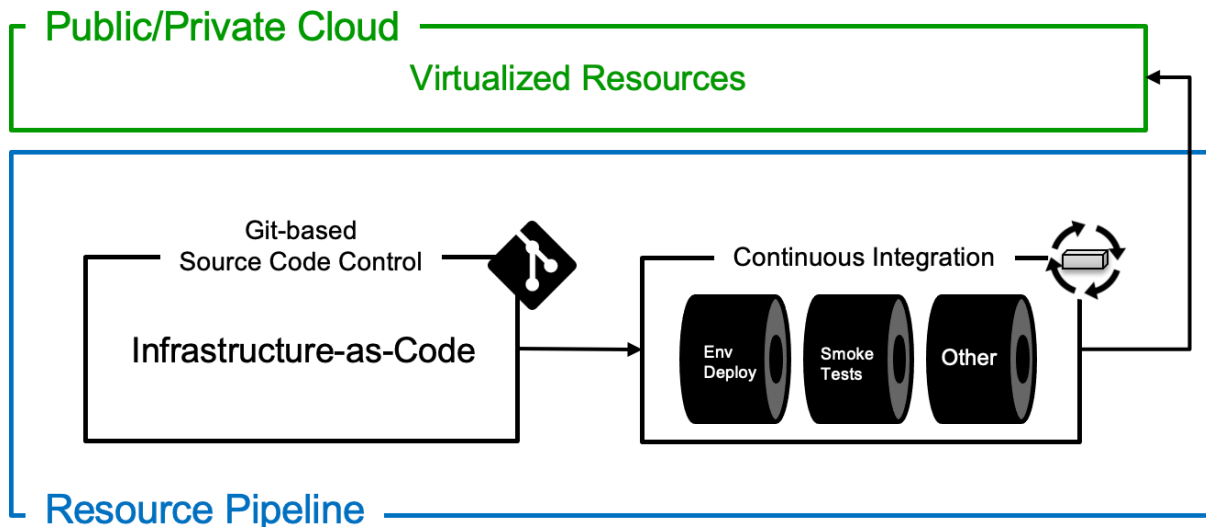 Public/Private Cloud
Virtualized Resources
Git-based
Source Code Control
Infrastructure-as-Code
Continuous Integration
Env
Deploy
Smoke
Tests
Other
Resource Pipeline